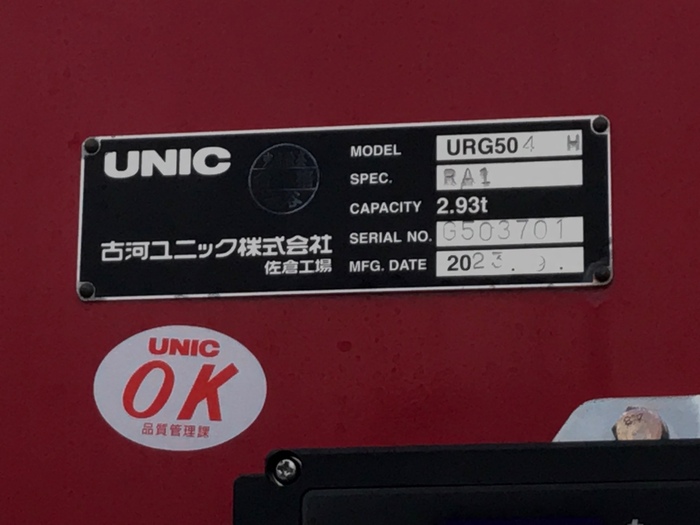 UNIC
古河ユニック株式会社
佐倉工場
MODEL URG504 H
SPEC. RA1
CAPACITY 2.93t
SERIAL NO. G503701
MFG. DATE 2023. 9.
UNIC
OK
品質管理課